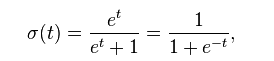 σ(t) = e^t / (e^t + 1) = 1 / (1 + e^{-t}),